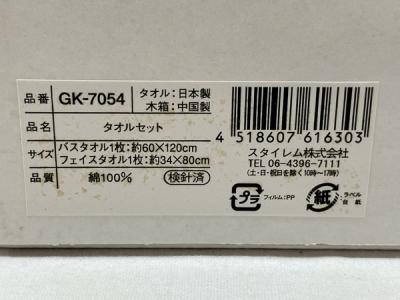 品番 GK-7054 タオル:日本製
木箱:中国製
品名 タオルセット
サイズ バスタオル1枚:約60×120cm
フェイスタオル1枚:約34×80cm
品質 綿100% 検針済
4 518607 616303
スタイレム株式会社
TEL 06-4396-7111
(土・日・祝日を除く10時〜17時)
プラ フィルム:PP
紙 ラベル
台紙